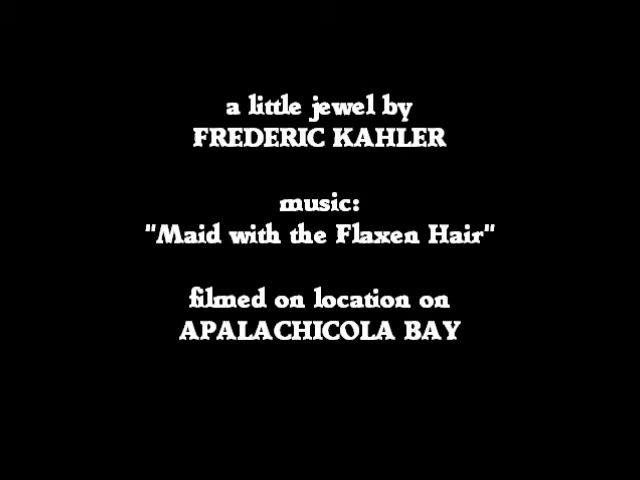 a little jewel by
FREDERIC KAHLER
music:
"Maid with the Flaxen Hair"
filmed on location on
APALACHICOLA BAY